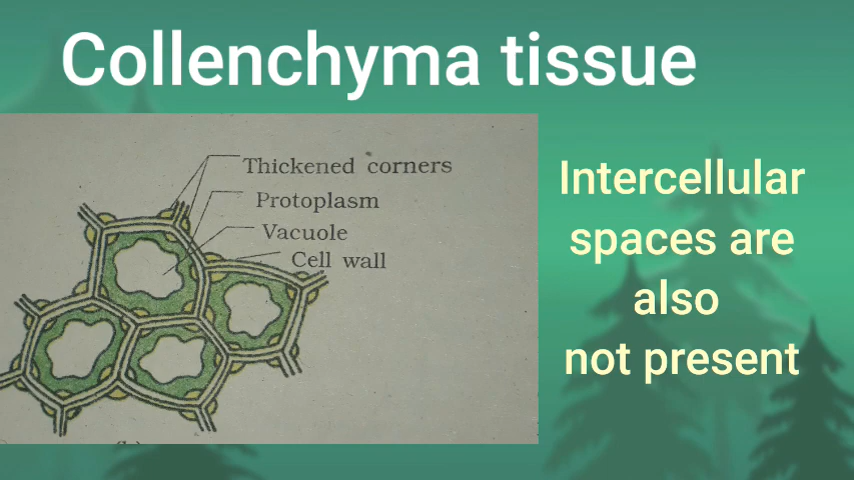 Collenchyma tissue
Thickened corners
Protoplasm
Vacuole
Cell wall
Intercellular
spaces are
also
not present